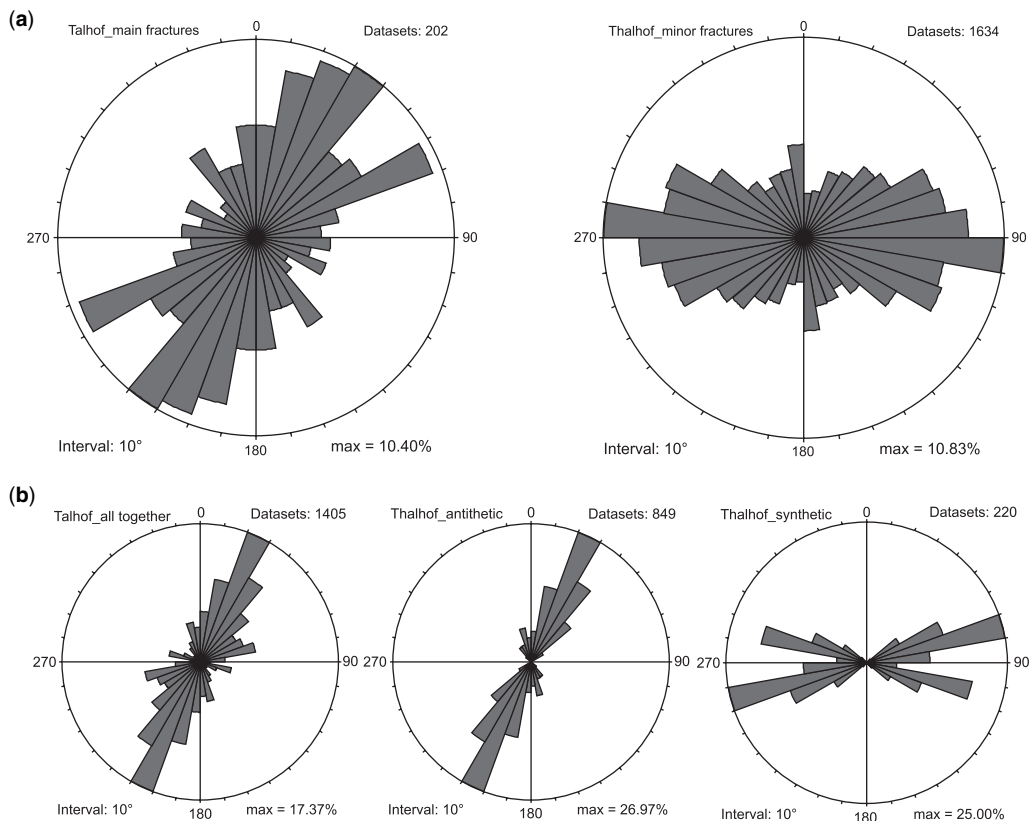 (a)
Talhof_main fractures 0 Datasets: 202
270 90
180
Interval: 10° max = 10.40%
Thalhof_minor fractures 0 Datasets: 1634
270 90
180
Interval: 10° max = 10.83%
(b)
Talhof_all together 0 Datasets: 1405
270 90
180
Interval: 10° max = 17.37%
Thalhof_antithetic 0 Datasets: 849
270 90
180
Interval: 10° max = 26.97%
Thalhof_synthetic 0 Datasets: 220
270 90
180
Interval: 10° max = 25.00%